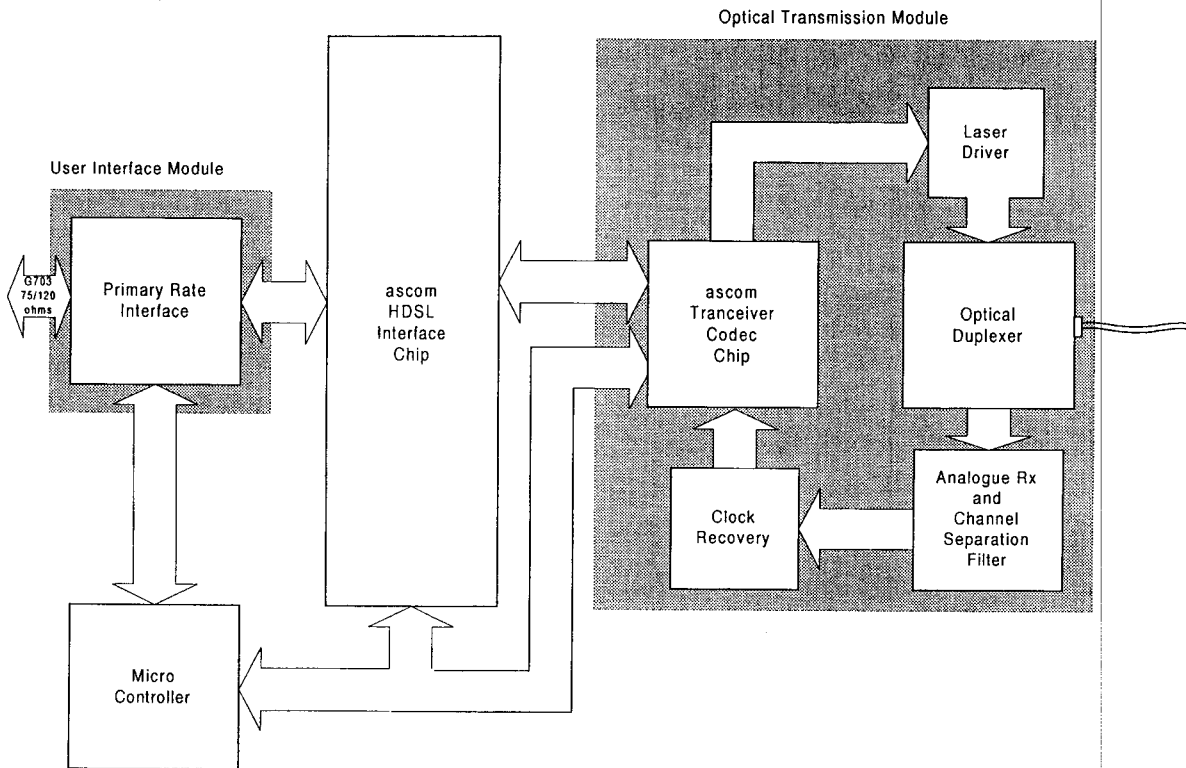 Optical Transmission Module
Laser
Driver
User Interface Module
G703
75/120
ohms
Primary Rate
Interface
ascom
HDSL
Interface
Chip
ascom
Tranceiver
Codec
Chip
Optical
Duplexer
Clock
Recovery
Analogue Rx
and
Channel
Separation
Filter
Micro
Controller